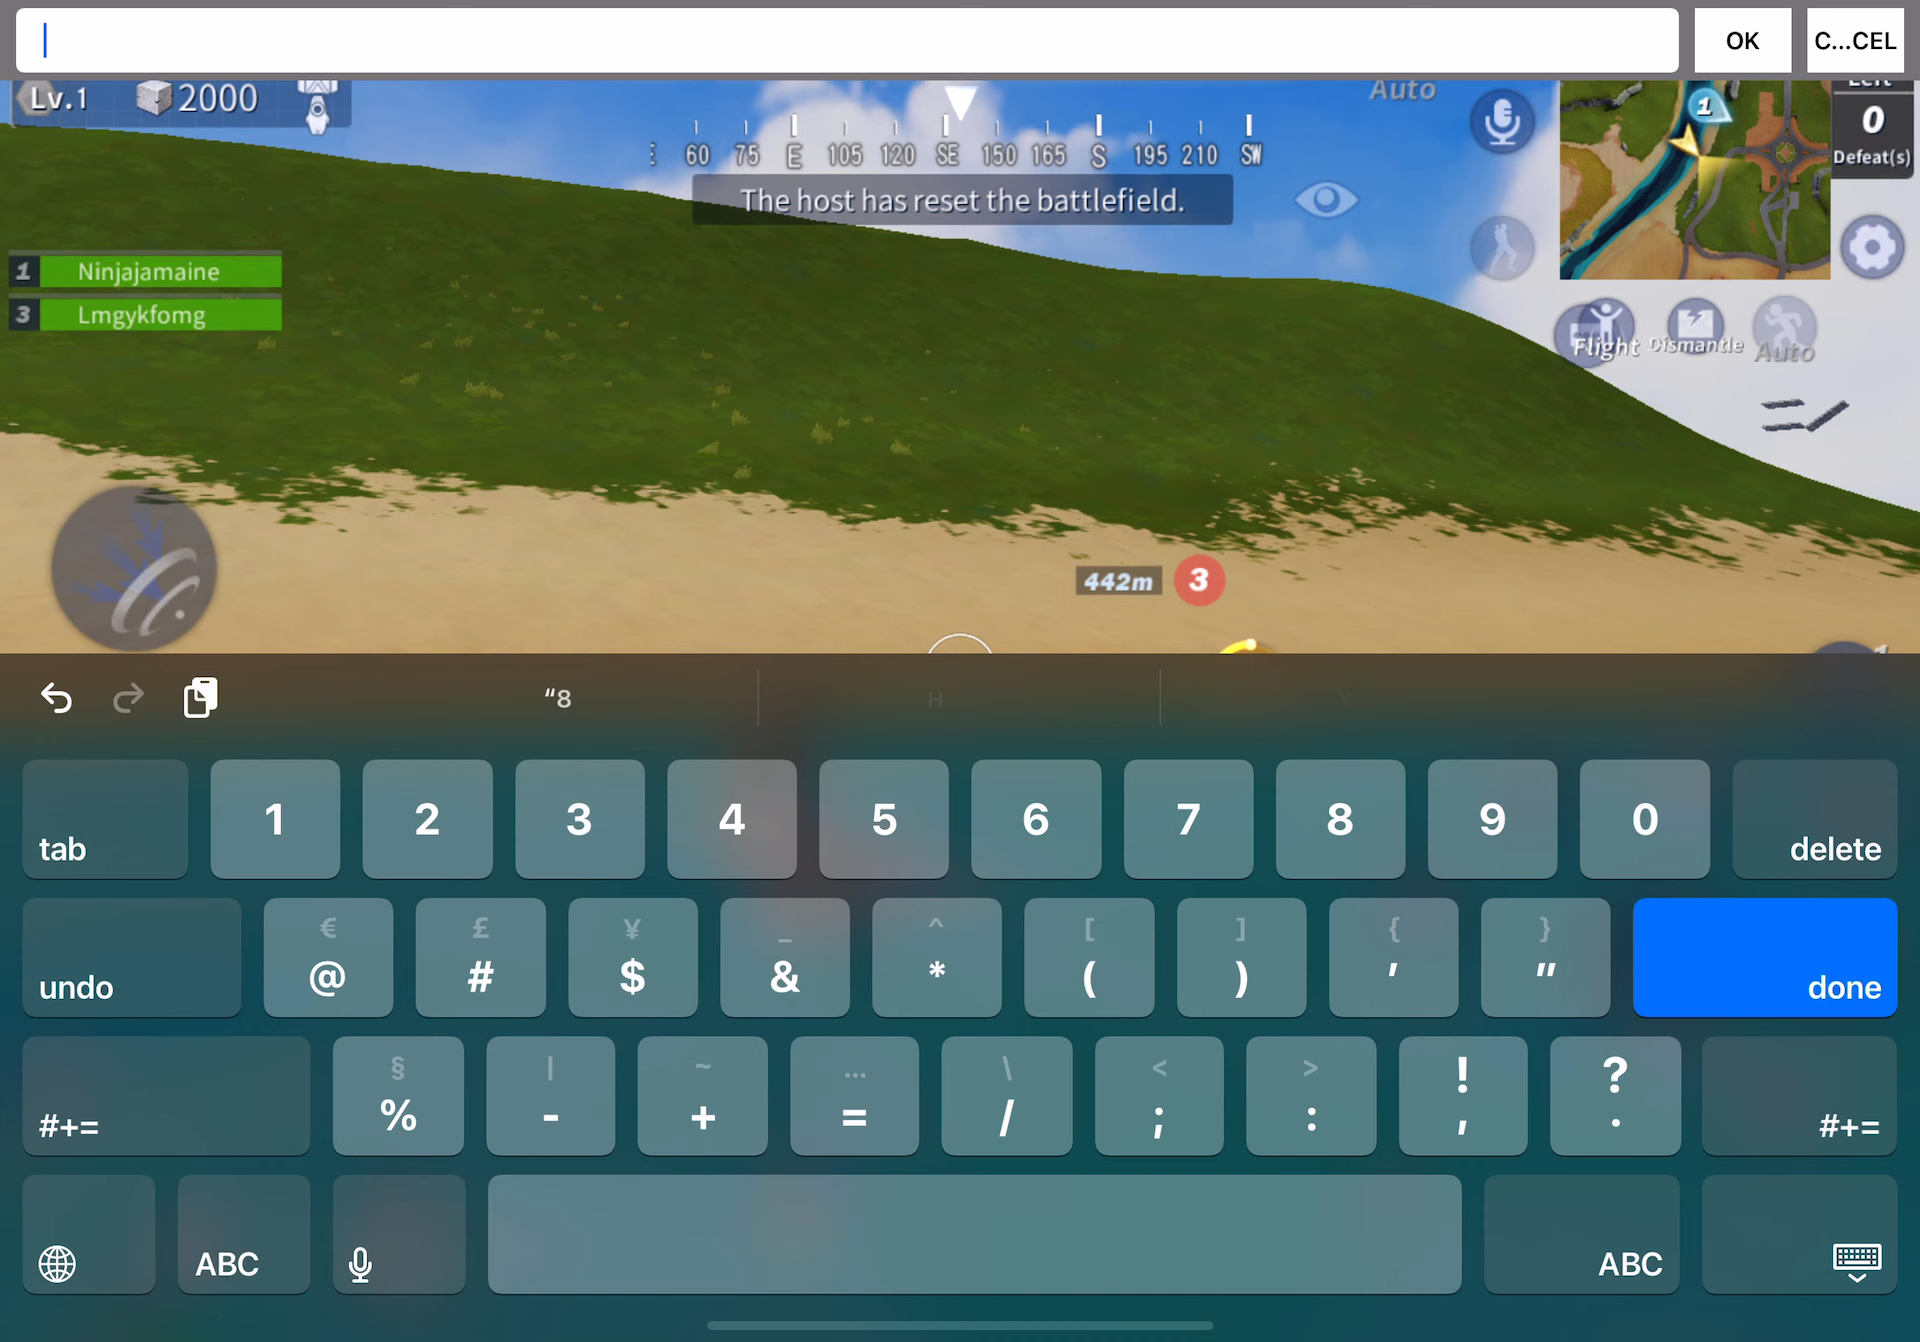 OK
C...CEL
Lv.1
2000
Auto
Left
60 75 E 105 120 SE 150 165 S 195 210 SW
1
0
Defeat(s)
The host has reset the battlefield.
1 Ninjajamaine
3 Lmgykfomg
Flight
Dismantle
Auto
442m 3
“8
H
tab 1 2 3 4 5 6 7 8 9 0 delete
€ £ ¥ _ ^ [ ] { }
undo @ # $ & * ( ) ' " done
§ | ~ … \ < > ! ?
#+= % - + = / ; : , . #+=
ABC
ABC